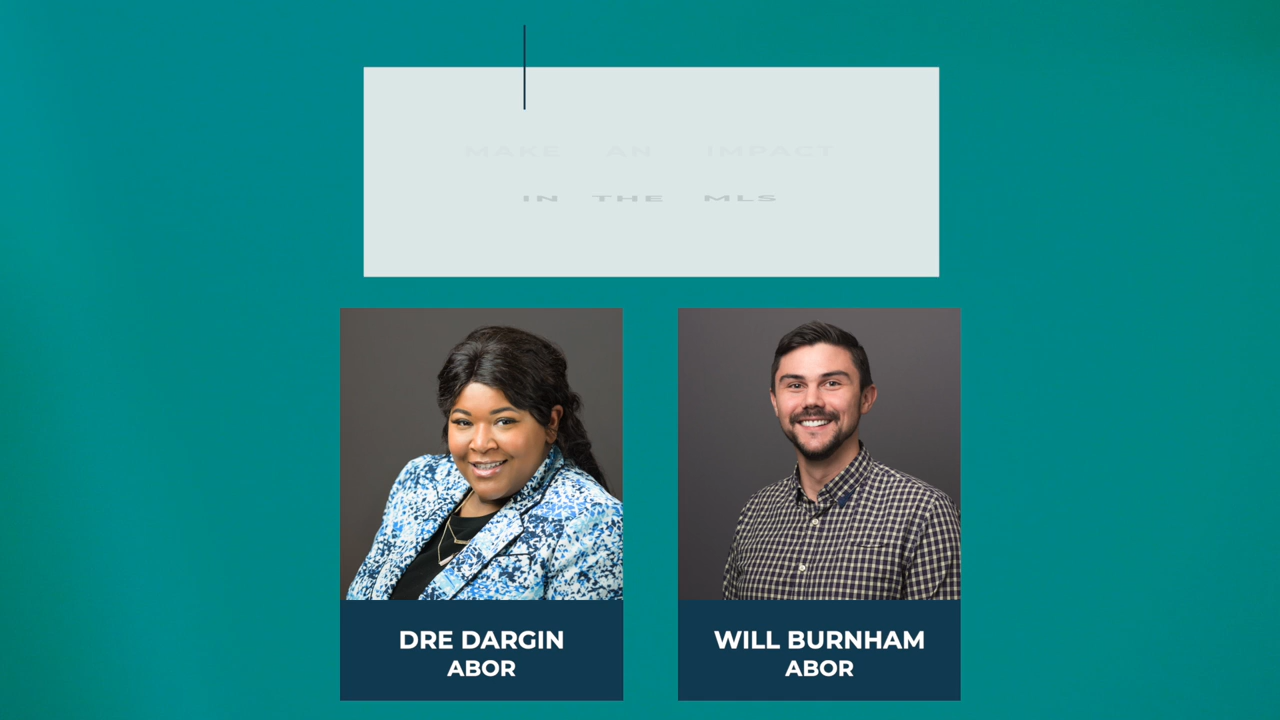 MAKE AN IMPACT
IN THE MLS
DRE DARGIN
ABOR
WILL BURNHAM
ABOR